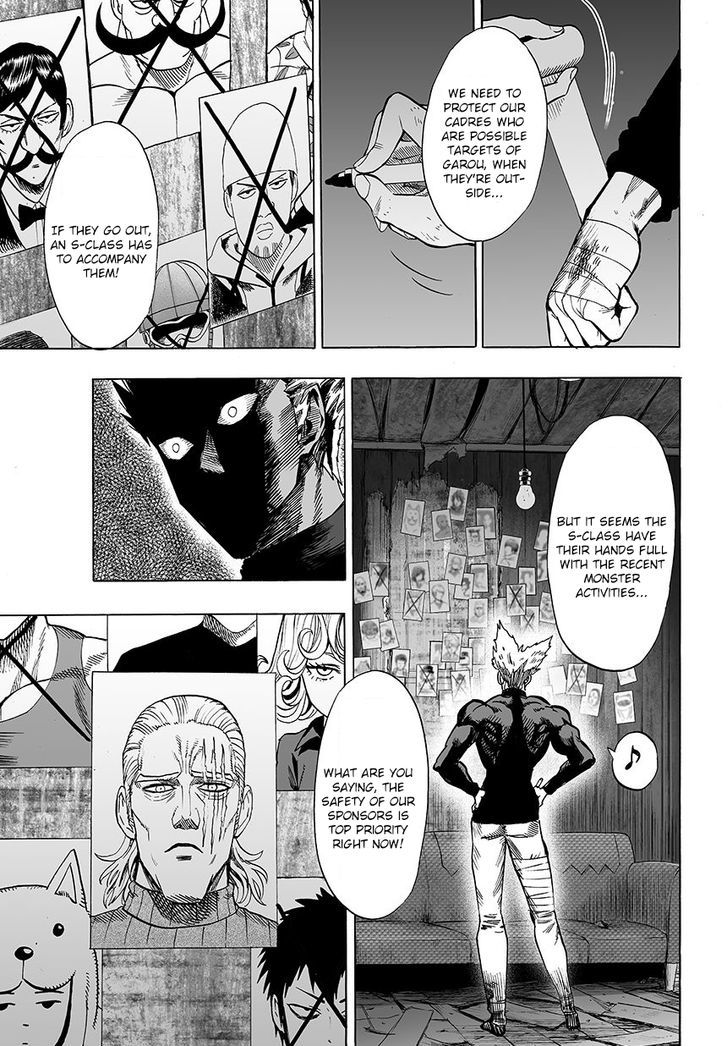 WE NEED TO
PROTECT OUR
CADRES WHO
ARE POSSIBLE
TARGETS OF
GAROU, WHEN
THEY'RE OUT-
SIDE...
IF THEY GO OUT,
AN S-CLASS HAS
TO ACCOMPANY
THEM!
BUT IT SEEMS THE
S-CLASS HAVE
THEIR HANDS FULL
WITH THE RECENT
MONSTER
ACTIVITIES...
WHAT ARE YOU
SAYING, THE
SAFETY OF OUR
SPONSORS IS
TOP PRIORITY
RIGHT NOW!